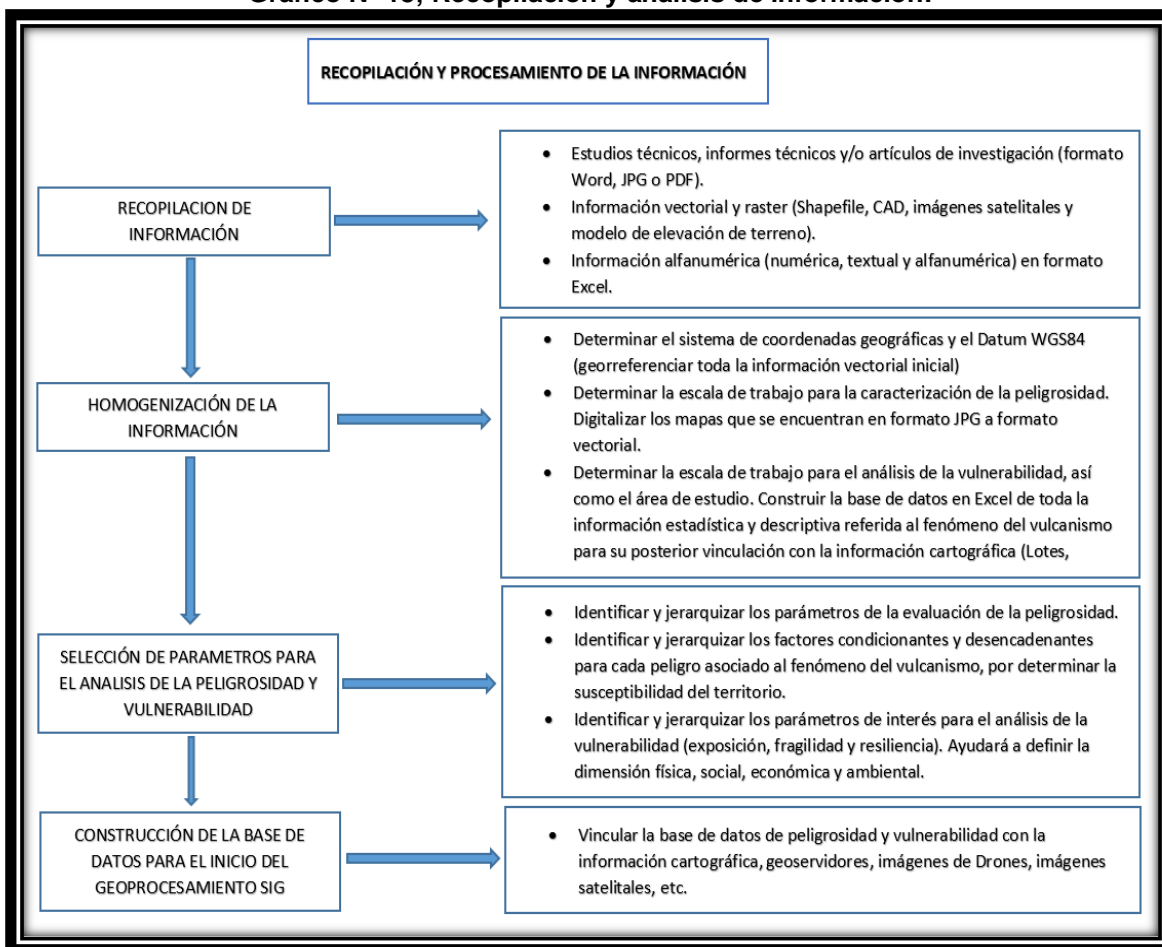 RECOPILACIÓN Y PROCESAMIENTO DE LA INFORMACIÓN
RECOPILACION DE
INFORMACIÓN
• Estudios técnicos, informes técnicos y/o artículos de investigación (formato
Word, JPG o PDF).
• Información vectorial y raster (Shapefile, CAD, imágenes satelitales y
modelo de elevación de terreno).
• Información alfanumérica (numérica, textual y alfanumérica) en formato
Excel.
HOMOGENIZACIÓN DE LA
INFORMACIÓN
• Determinar el sistema de coordenadas geográficas y el Datum WGS84
(georreferenciar toda la información vectorial inicial)
• Determinar la escala de trabajo para la caracterización de la peligrosidad.
Digitalizar los mapas que se encuentran en formato JPG a formato
vectorial.
• Determinar la escala de trabajo para el análisis de la vulnerabilidad, así
como el área de estudio. Construir la base de datos en Excel de toda la
información estadística y descriptiva referida al fenómeno del vulcanismo
para su posterior vinculación con la información cartográfica (Lotes,
SELECCIÓN DE PARAMETROS PARA
EL ANALISIS DE LA PELIGROSIDAD Y
VULNERABILIDAD
• Identificar y jerarquizar los parámetros de la evaluación de la peligrosidad.
• Identificar y jerarquizar los factores condicionantes y desencadenantes
para cada peligro asociado al fenómeno del vulcanismo, por determinar la
susceptibilidad del territorio.
• Identificar y jerarquizar los parámetros de interés para el análisis de la
vulnerabilidad (exposición, fragilidad y resiliencia). Ayudará a definir la
dimensión física, social, económica y ambiental.
CONSTRUCCIÓN DE LA BASE DE
DATOS PARA EL INICIO DEL
GEOPROCESAMIENTO SIG
• Vincular la base de datos de peligrosidad y vulnerabilidad con la
información cartográfica, geoservidores, imágenes de Drones, imágenes
satelitales, etc.